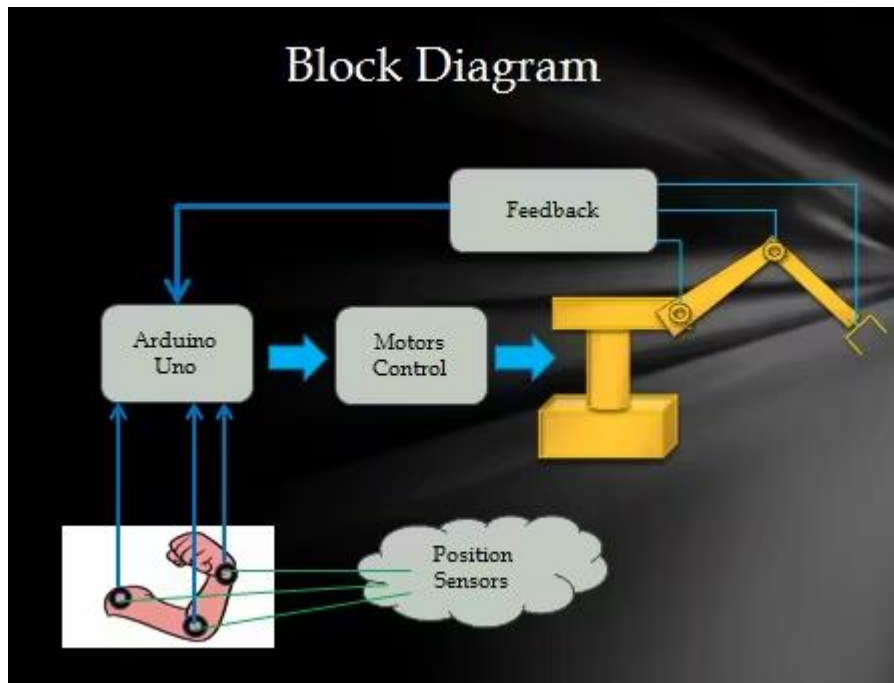 Block Diagram
Feedback
Arduino
Uno
Motors
Control
Position
Sensors